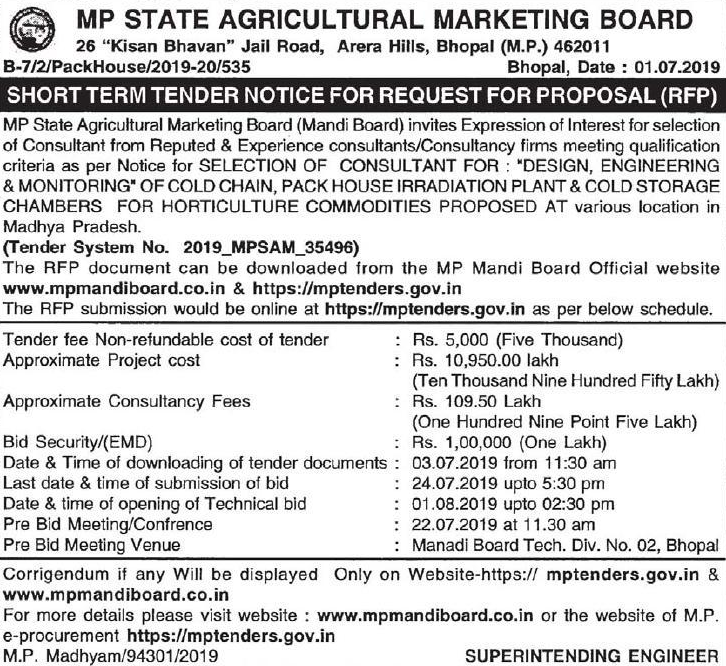 MP STATE AGRICULTURAL MARKETING BOARD
26 "Kisan Bhavan" Jail Road, Arera Hills, Bhopal (M.P.) 462011
B-7/2/PackHouse/2019-20/535 Bhopal, Date : 01.07.2019
SHORT TERM TENDER NOTICE FOR REQUEST FOR PROPOSAL (RFP)
MP State Agricultural Marketing Board (Mandi Board) invites Expression of Interest for selection
of Consultant from Reputed & Experience consultants/Consultancy firms meeting qualification
criteria as per Notice for SELECTION OF CONSULTANT FOR : "DESIGN, ENGINEERING
& MONITORING" OF COLD CHAIN, PACK HOUSE IRRADIATION PLANT & COLD STORAGE
CHAMBERS FOR HORTICULTURE COMMODITIES PROPOSED AT various location in
Madhya Pradesh.
(Tender System No. 2019_MPSAM_35496)
The RFP document can be downloaded from the MP Mandi Board Official website
www.mpmandiboard.co.in & https://mptenders.gov.in
The RFP submission would be online at https://mptenders.gov.in as per below schedule.
Tender fee Non-refundable cost of tender : Rs. 5,000 (Five Thousand)
Approximate Project cost : Rs. 10,950.00 lakh
(Ten Thousand Nine Hundred Fifty Lakh)
Approximate Consultancy Fees : Rs. 109.50 Lakh
(One Hundred Nine Point Five Lakh)
Bid Security/(EMD) : Rs. 1,00,000 (One Lakh)
Date & Time of downloading of tender documents : 03.07.2019 from 11:30 am
Last date & time of submission of bid : 24.07.2019 upto 5:30 pm
Date & time of opening of Technical bid : 01.08.2019 upto 02:30 pm
Pre Bid Meeting/Confrence : 22.07.2019 at 11.30 am
Pre Bid Meeting Venue : Manadi Board Tech. Div. No. 02, Bhopal
Corrigendum if any Will be displayed Only on Website-https:// mptenders.gov.in &
www.mpmandiboard.co.in
For more details please visit website : www.mpmandiboard.co.in or the website of M.P.
e-procurement https://mptenders.gov.in
M.P. Madhyam/94301/2019 SUPERINTENDING ENGINEER